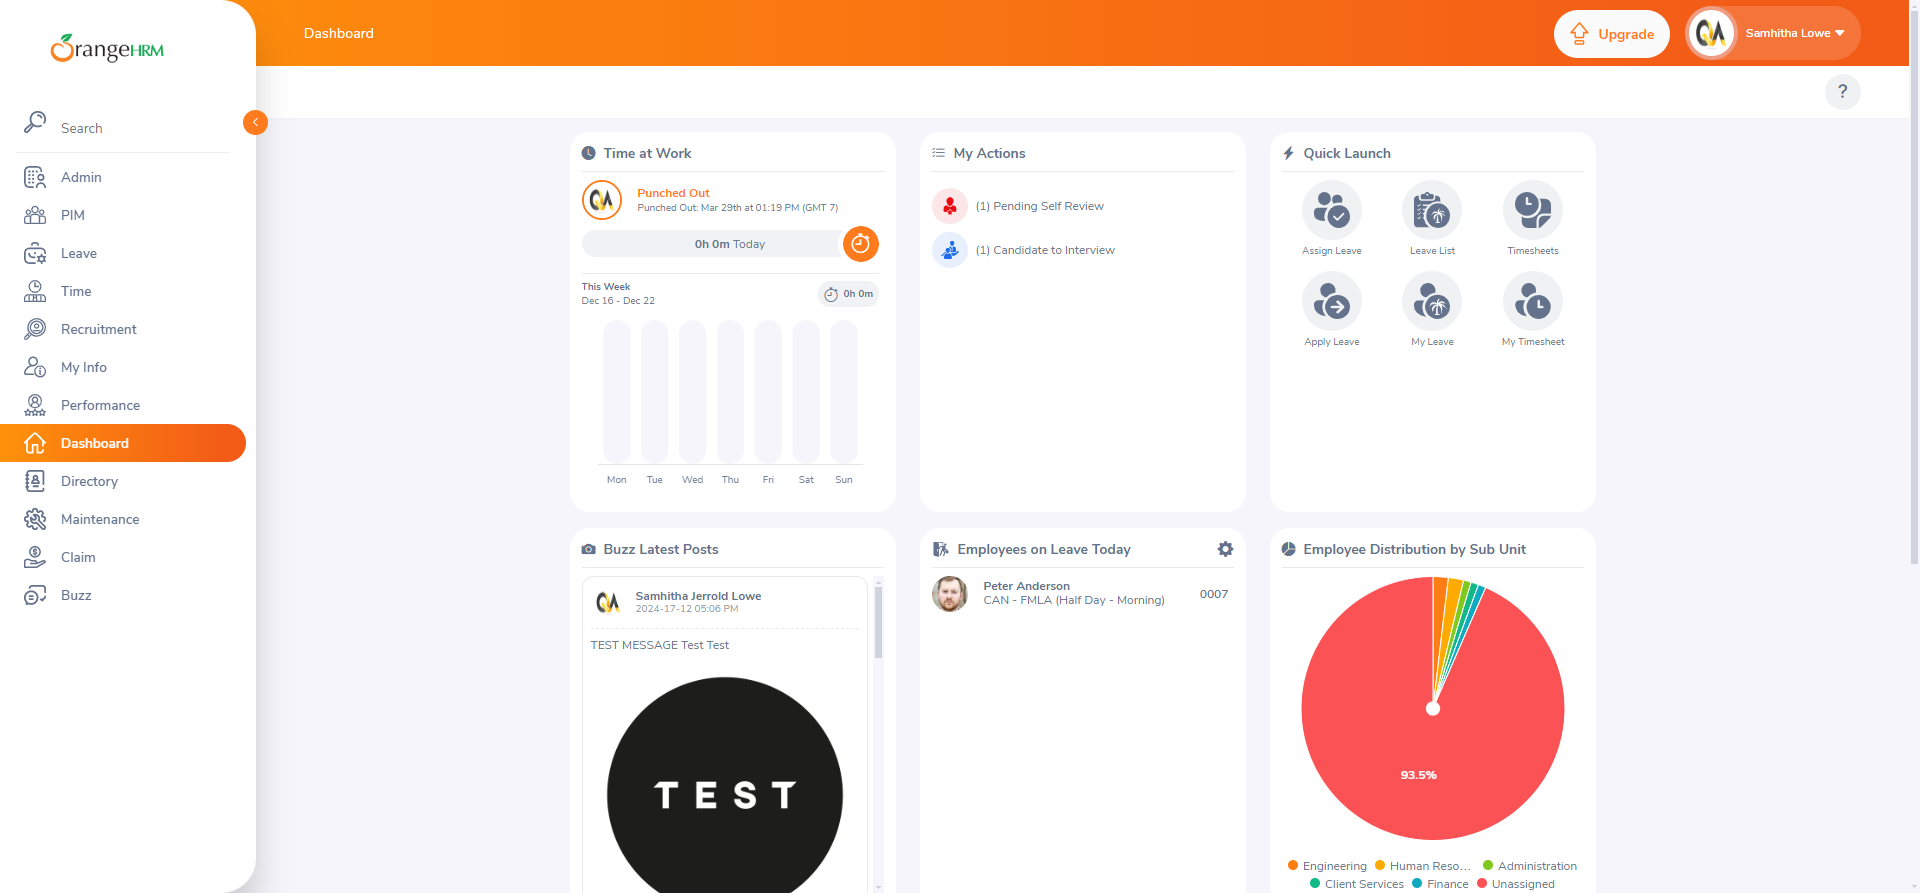 OrangeHRM
Dashboard
Upgrade
Samhitha Lowe
?
Search
Admin
PIM
Leave
Time
Recruitment
My Info
Performance
Dashboard
Directory
Maintenance
Claim
Buzz
Time at Work
Punched Out
Punched Out: Mar 29th at 01:19 PM (GMT 7)
0h 0m Today
This Week
Dec 16 - Dec 22
0h 0m
Mon Tue Wed Thu Fri Sat Sun
My Actions
(1) Pending Self Review
(1) Candidate to Interview
Quick Launch
Assign Leave
Leave List
Timesheets
Apply Leave
My Leave
My Timesheet
Buzz Latest Posts
Samhitha Jerrold Lowe
2024-17-12 05:06 PM
TEST MESSAGE Test Test
TEST
Employees on Leave Today
Peter Anderson
CAN - FMLA (Half Day - Morning)
0007
Employee Distribution by Sub Unit
93.5%
Engineering Human Reso... Administration
Client Services Finance Unassigned